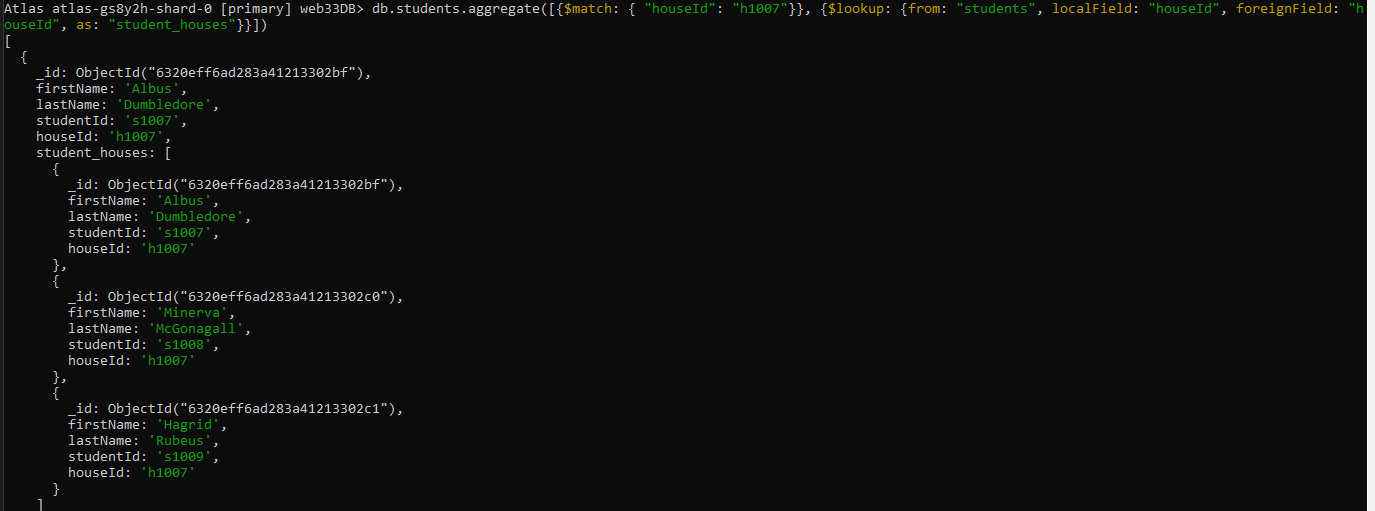 Atlas atlas-gs8y2h-shard-0 [primary] web33DB> db.students.aggregate([{$match: { "houseId": "h1007"}}, {$lookup: {from: "students", localField: "houseId", foreignField: "h
ouseId", as: "student_houses"}}])
[
  {
    _id: ObjectId("6320eff6ad283a41213302bf"),
    firstName: 'Albus',
    lastName: 'Dumbledore',
    studentId: 's1007',
    houseId: 'h1007',
    student_houses: [
      {
        _id: ObjectId("6320eff6ad283a41213302bf"),
        firstName: 'Albus',
        lastName: 'Dumbledore',
        studentId: 's1007',
        houseId: 'h1007'
      },
      {
        _id: ObjectId("6320eff6ad283a41213302c0"),
        firstName: 'Minerva',
        lastName: 'McGonagall',
        studentId: 's1008',
        houseId: 'h1007'
      },
      {
        _id: ObjectId("6320eff6ad283a41213302c1"),
        firstName: 'Hagrid',
        lastName: 'Rubeus',
        studentId: 's1009',
        houseId: 'h1007'
      }
    ]